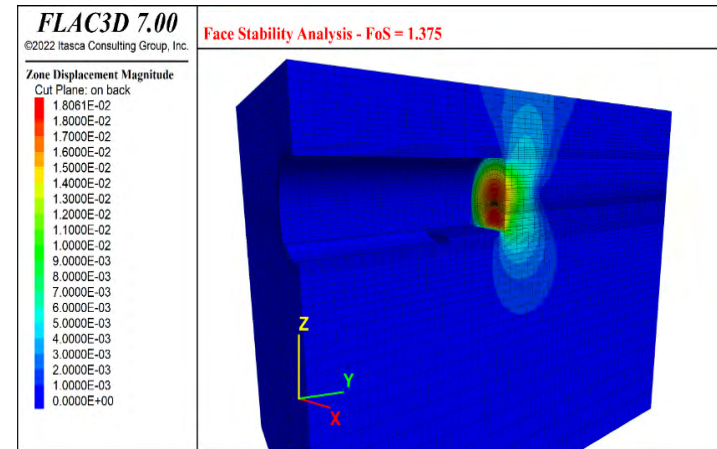 FLAC3D 7.00
©2022 Itasca Consulting Group, Inc.
Face Stability Analysis - FoS = 1.375
Zone Displacement Magnitude
Cut Plane: on back
1.8061E-02
1.8000E-02
1.7000E-02
1.6000E-02
1.5000E-02
1.4000E-02
1.3000E-02
1.2000E-02
1.1000E-02
1.0000E-02
9.0000E-03
8.0000E-03
7.0000E-03
6.0000E-03
5.0000E-03
4.0000E-03
3.0000E-03
2.0000E-03
1.0000E-03
0.0000E+00
Z
Y
X